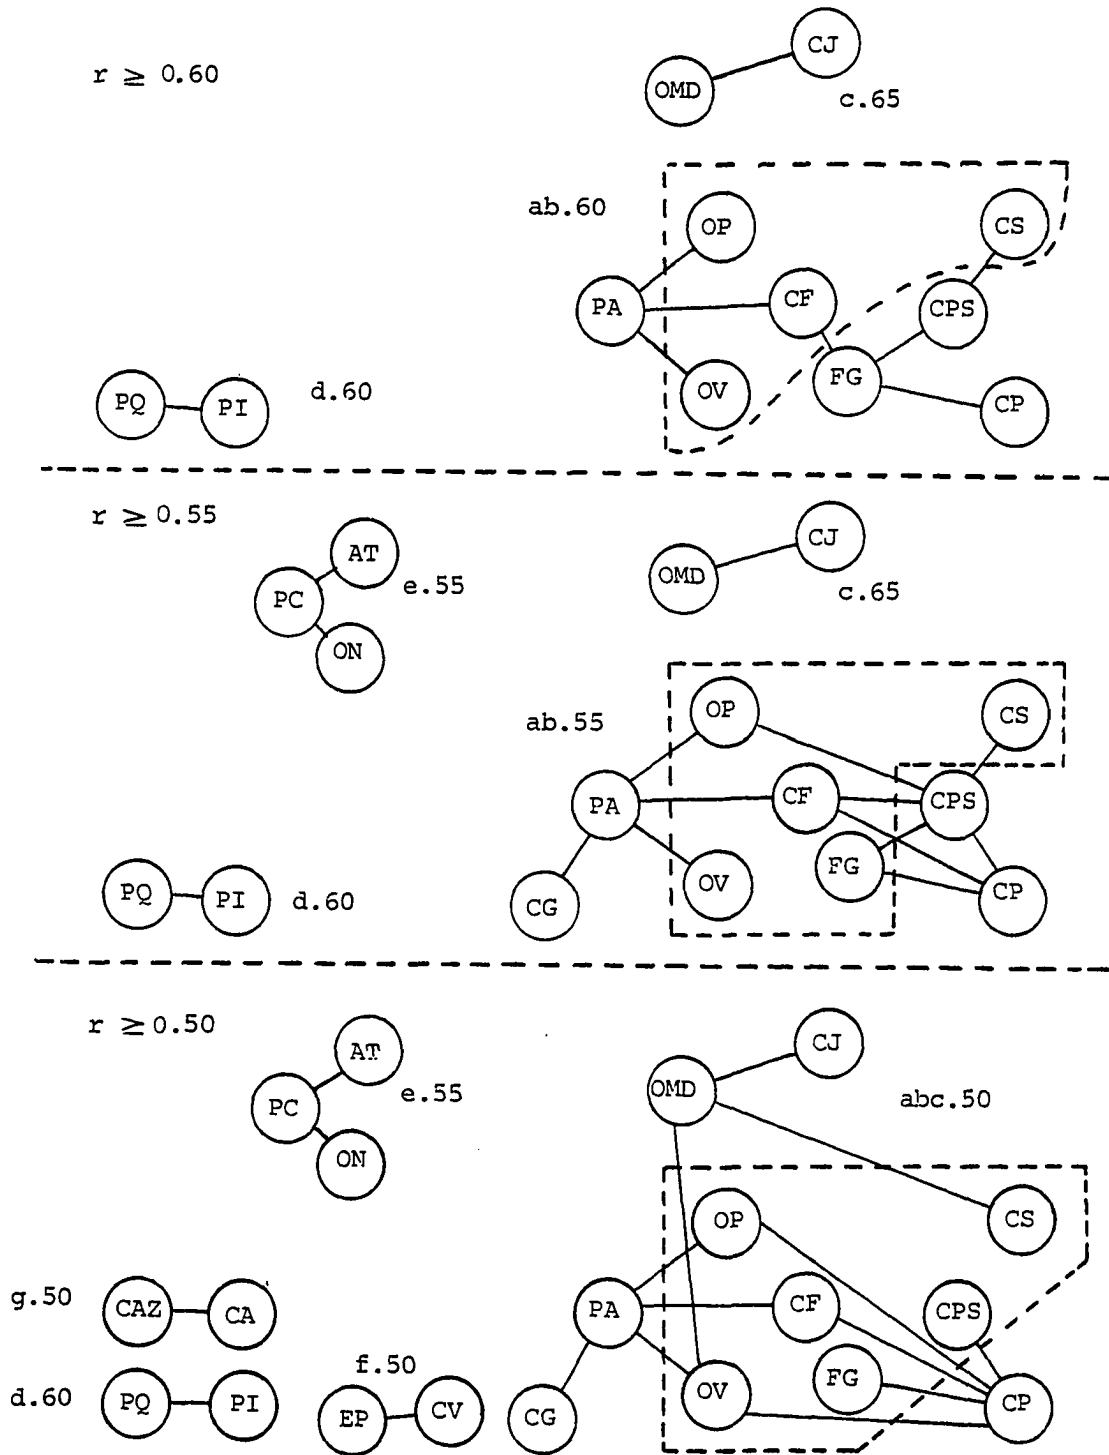 r ≧ 0.60
CJ
OMD
c.65
ab.60
OP
CS
PA
CF
CPS
FG
OV
CP
PQ
PI
d.60
r ≧ 0.55
AT
PC
e.55
ON
CJ
OMD
c.65
ab.55
OP
CS
PA
CF
CPS
FG
OV
CP
CG
PQ
PI
d.60
r ≧ 0.50
AT
PC
e.55
ON
CJ
OMD
abc.50
OP
CS
PA
CF
CPS
FG
OV
CP
CG
g.50
CAZ
CA
d.60
PQ
PI
f.50
EP
CV